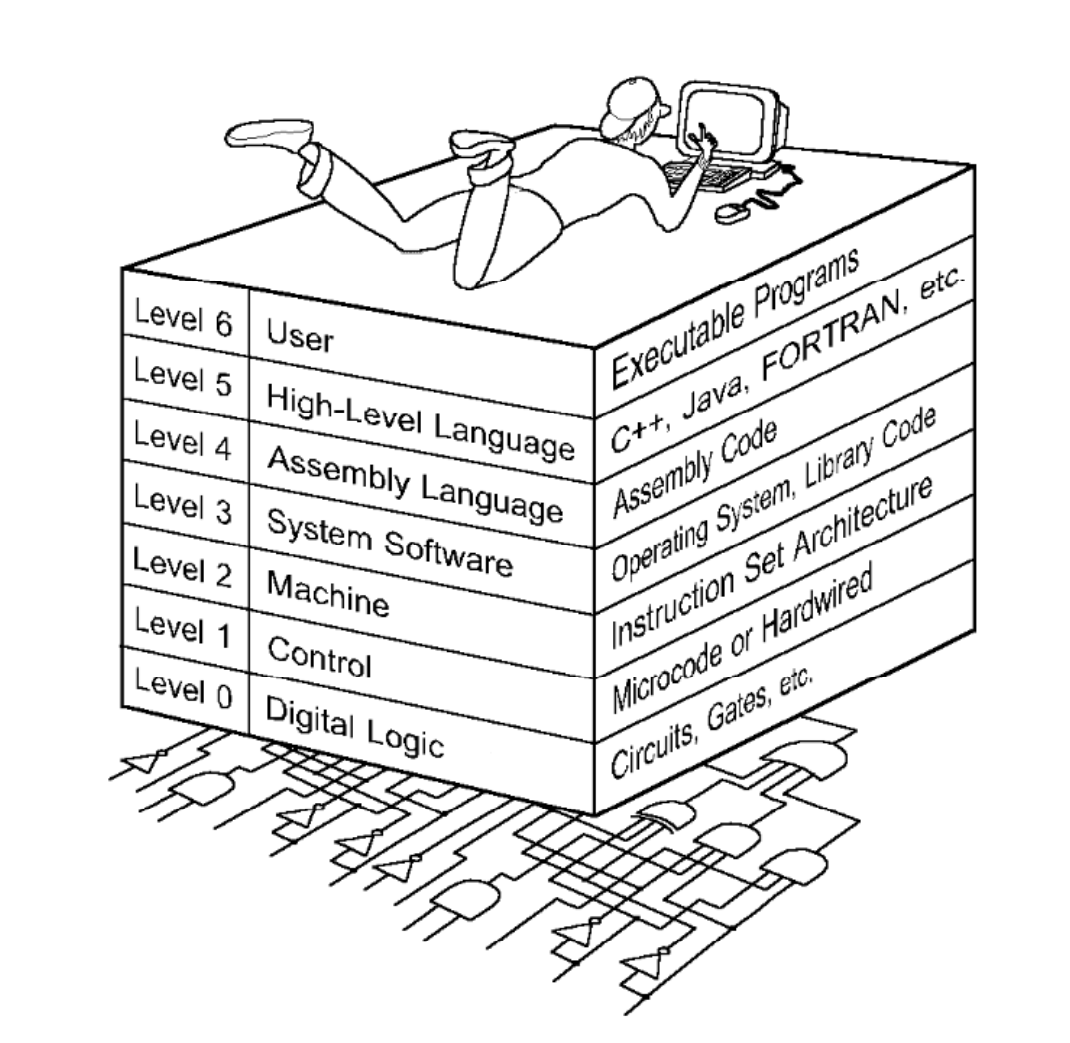 Level 6 User Executable Programs
Level 5 High-Level Language C++, Java, FORTRAN, etc.
Level 4 Assembly Language Assembly Code
Level 3 System Software Operating System, Library Code
Level 2 Machine Instruction Set Architecture
Level 1 Control Microcode or Hardwired
Level 0 Digital Logic Circuits, Gates, etc.